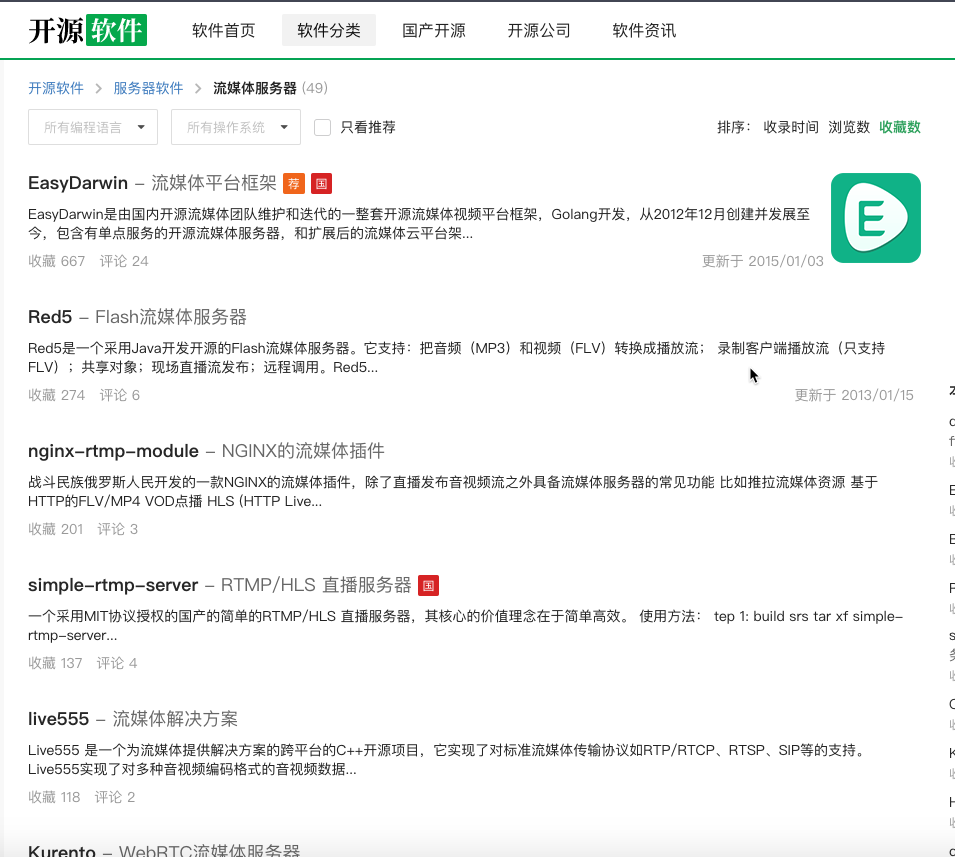 开源软件 软件首页 软件分类 国产开源 开源公司 软件资讯
开源软件 > 服务器软件 > 流媒体服务器 (49)
所有编程语言 所有操作系统 只看推荐 排序： 收录时间 浏览数 收藏数
EasyDarwin – 流媒体平台框架 荐 国
EasyDarwin是由国内开源流媒体团队维护和迭代的一整套开源流媒体视频平台框架，Golang开发，从2012年12月创建并发展至
今，包含有单点服务的开源流媒体服务器，和扩展后的流媒体云平台架...
收藏 667 评论 24 更新于 2015/01/03
Red5 – Flash流媒体服务器
Red5是一个采用Java开发开源的Flash流媒体服务器。它支持：把音频（MP3）和视频（FLV）转换成播放流； 录制客户端播放流（只支持
FLV）；共享对象；现场直播流发布；远程调用。Red5...
收藏 274 评论 6 更新于 2013/01/15
nginx-rtmp-module – NGINX的流媒体插件
战斗民族俄罗斯人民开发的一款NGINX的流媒体插件，除了直播发布音视频流之外具备流媒体服务器的常见功能 比如推拉流媒体资源 基于
HTTP的FLV/MP4 VOD点播 HLS (HTTP Live...
收藏 201 评论 3
simple-rtmp-server – RTMP/HLS 直播服务器 国
一个采用MIT协议授权的国产的简单的RTMP/HLS 直播服务器，其核心的价值理念在于简单高效。 使用方法： tep 1: build srs tar xf simple-
rtmp-server...
收藏 137 评论 4
live555 – 流媒体解决方案
Live555 是一个为流媒体提供解决方案的跨平台的C++开源项目，它实现了对标准流媒体传输协议如RTP/RTCP、RTSP、SIP等的支持。
Live555实现了对多种音视频编码格式的音视频数据...
收藏 118 评论 2
Kurento – WebRTC流媒体服务器